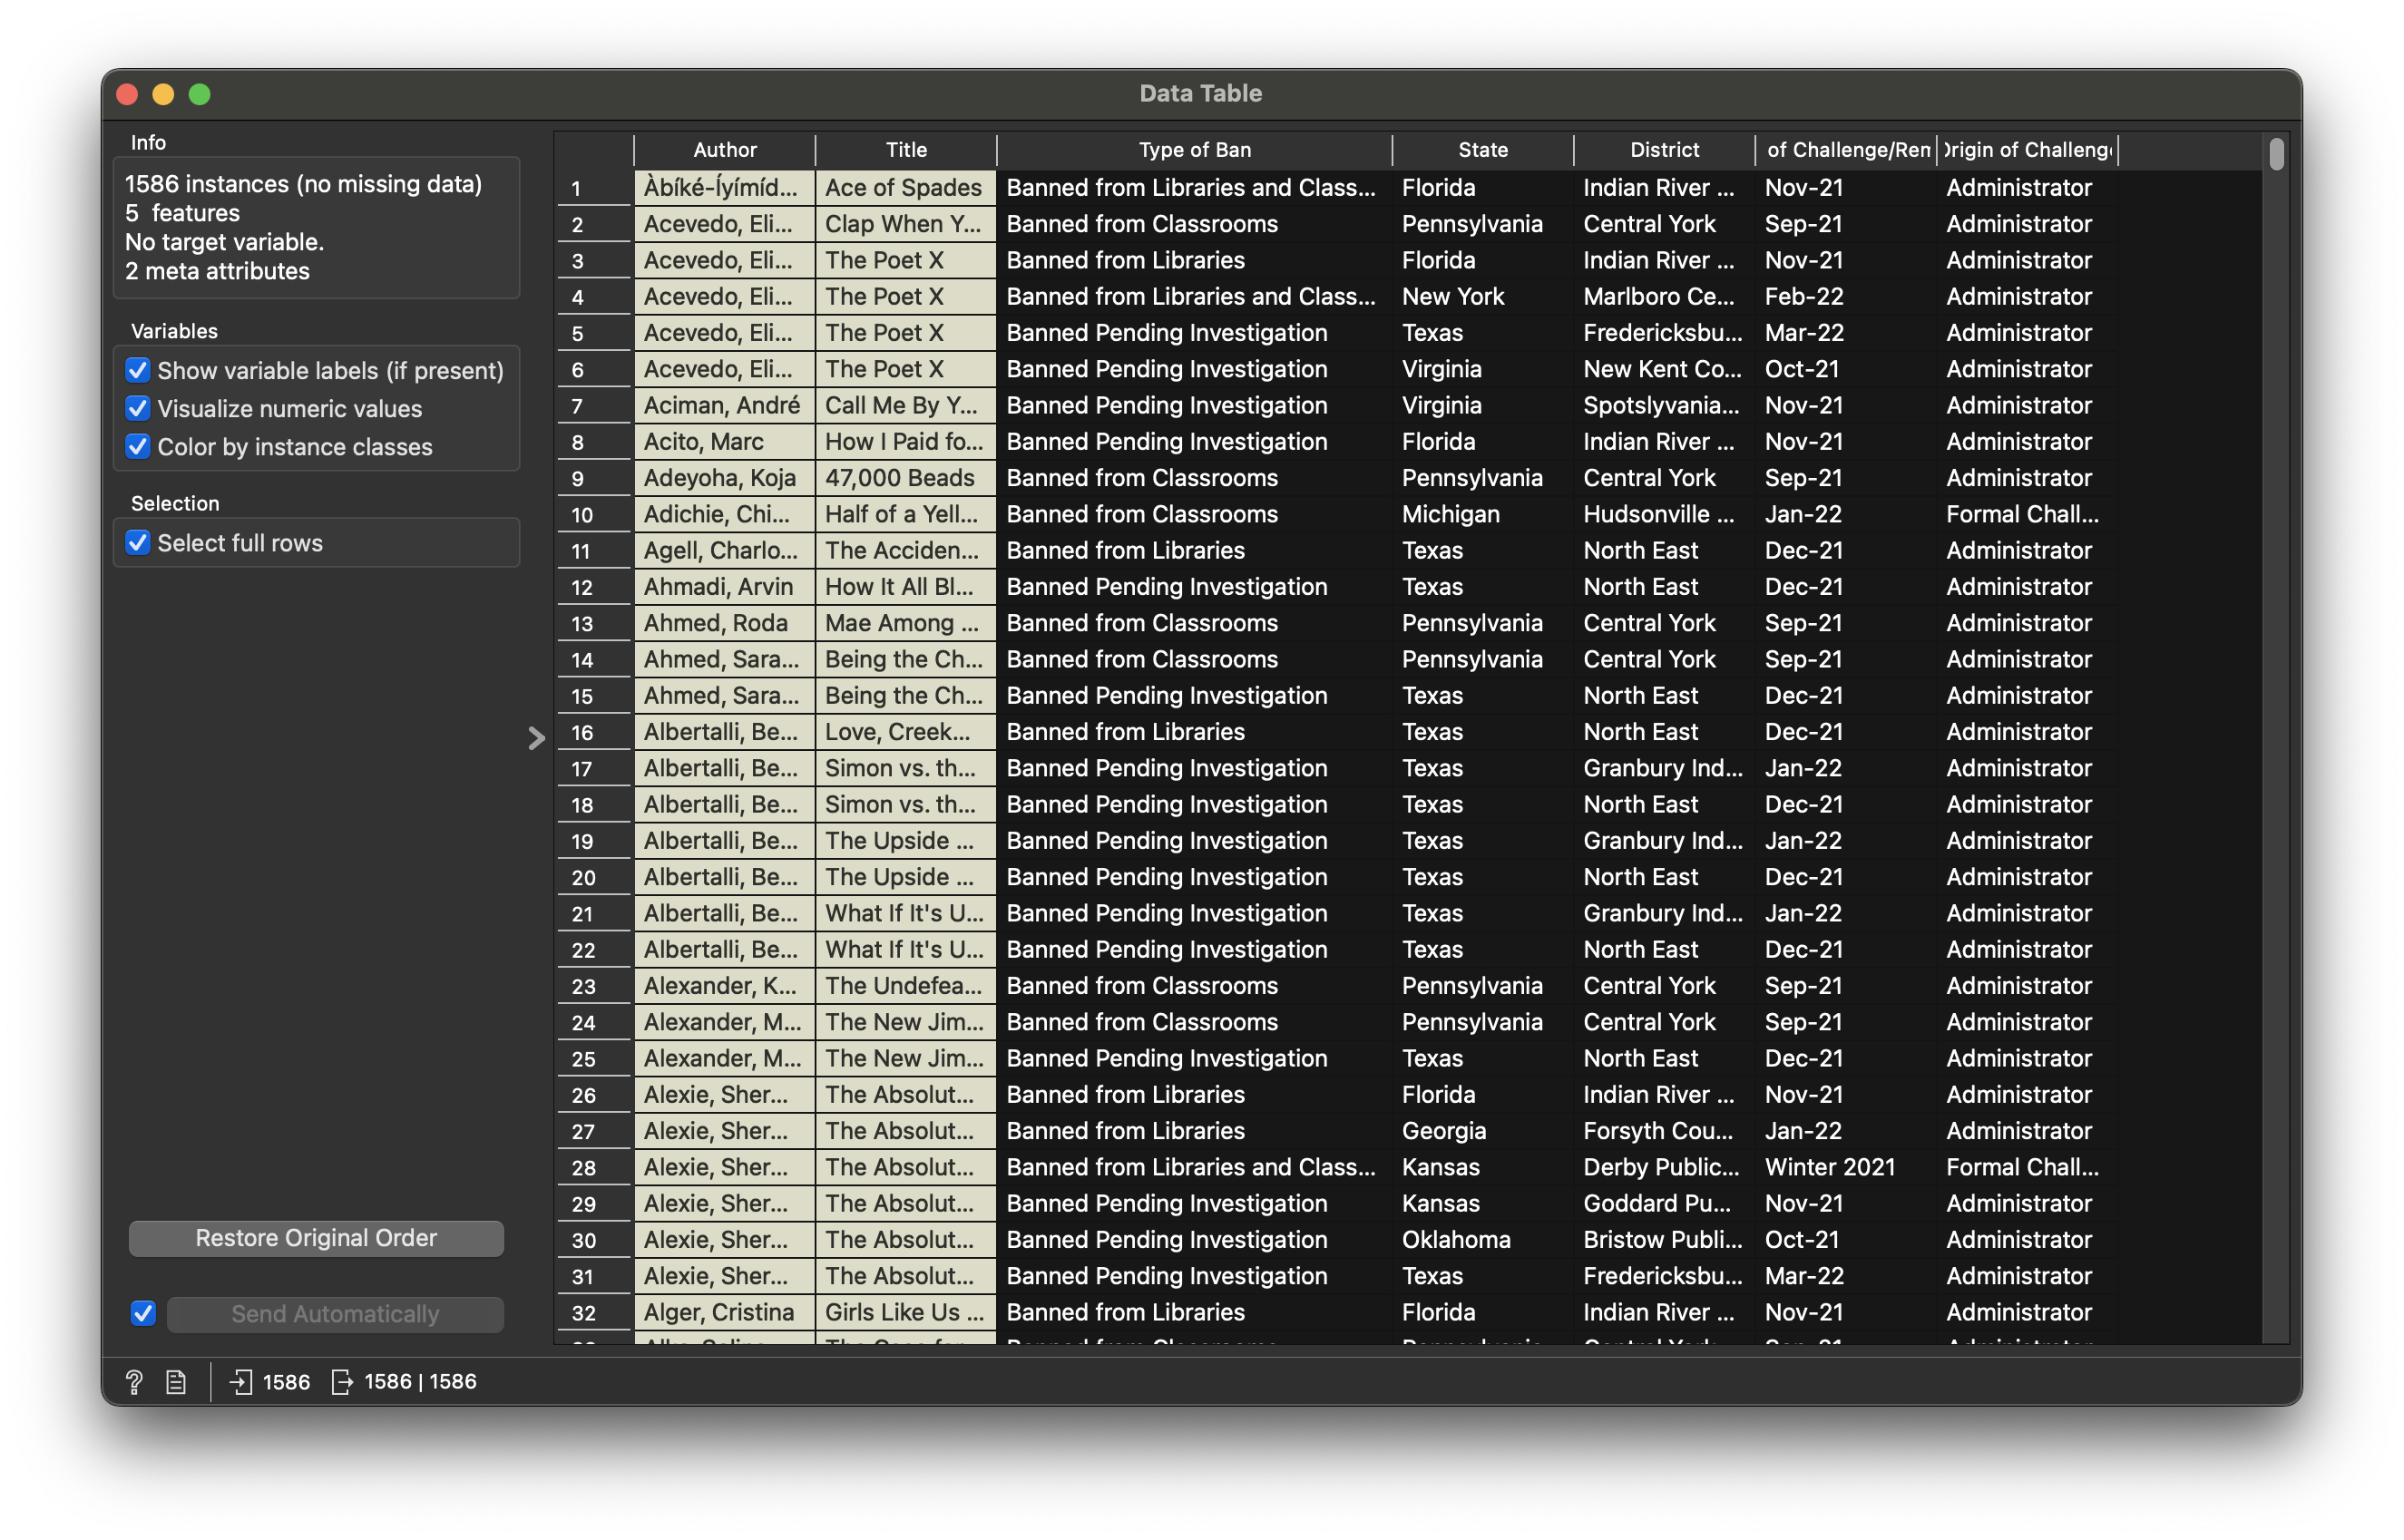 Data Table
Info
1586 instances (no missing data)
5 features
No target variable.
2 meta attributes
Variables
Show variable labels (if present)
Visualize numeric values
Color by instance classes
Selection
Select full rows
Restore Original Order
Send Automatically
Author Title Type of Ban State District of Challenge/Ren Origin of Challenge
1 Àbíké-Íyímíd... Ace of Spades Banned from Libraries and Class... Florida Indian River ... Nov-21 Administrator
2 Acevedo, Eli... Clap When Y... Banned from Classrooms Pennsylvania Central York Sep-21 Administrator
3 Acevedo, Eli... The Poet X Banned from Libraries Florida Indian River ... Nov-21 Administrator
4 Acevedo, Eli... The Poet X Banned from Libraries and Class... New York Marlboro Ce... Feb-22 Administrator
5 Acevedo, Eli... The Poet X Banned Pending Investigation Texas Fredericksbu... Mar-22 Administrator
6 Acevedo, Eli... The Poet X Banned Pending Investigation Virginia New Kent Co... Oct-21 Administrator
7 Aciman, André Call Me By Y... Banned Pending Investigation Virginia Spotslyvania... Nov-21 Administrator
8 Acito, Marc How I Paid fo... Banned Pending Investigation Florida Indian River ... Nov-21 Administrator
9 Adeyoha, Koja 47,000 Beads Banned from Classrooms Pennsylvania Central York Sep-21 Administrator
10 Adichie, Chi... Half of a Yell... Banned from Classrooms Michigan Hudsonville ... Jan-22 Formal Chall...
11 Agell, Charlo... The Acciden... Banned from Libraries Texas North East Dec-21 Administrator
12 Ahmadi, Arvin How It All Bl... Banned Pending Investigation Texas North East Dec-21 Administrator
13 Ahmed, Roda Mae Among ... Banned from Classrooms Pennsylvania Central York Sep-21 Administrator
14 Ahmed, Sara... Being the Ch... Banned from Classrooms Pennsylvania Central York Sep-21 Administrator
15 Ahmed, Sara... Being the Ch... Banned Pending Investigation Texas North East Dec-21 Administrator
16 Albertalli, Be... Love, Creek... Banned from Libraries Texas North East Dec-21 Administrator
17 Albertalli, Be... Simon vs. th... Banned Pending Investigation Texas Granbury Ind... Jan-22 Administrator
18 Albertalli, Be... Simon vs. th... Banned Pending Investigation Texas North East Dec-21 Administrator
19 Albertalli, Be... The Upside ... Banned Pending Investigation Texas Granbury Ind... Jan-22 Administrator
20 Albertalli, Be... The Upside ... Banned Pending Investigation Texas North East Dec-21 Administrator
21 Albertalli, Be... What If It's U... Banned Pending Investigation Texas Granbury Ind... Jan-22 Administrator
22 Albertalli, Be... What If It's U... Banned Pending Investigation Texas North East Dec-21 Administrator
23 Alexander, K... The Undefea... Banned from Classrooms Pennsylvania Central York Sep-21 Administrator
24 Alexander, M... The New Jim... Banned from Classrooms Pennsylvania Central York Sep-21 Administrator
25 Alexander, M... The New Jim... Banned Pending Investigation Texas North East Dec-21 Administrator
26 Alexie, Sher... The Absolut... Banned from Libraries Florida Indian River ... Nov-21 Administrator
27 Alexie, Sher... The Absolut... Banned from Libraries Georgia Forsyth Cou... Jan-22 Administrator
28 Alexie, Sher... The Absolut... Banned from Libraries and Class... Kansas Derby Public... Winter 2021 Formal Chall...
29 Alexie, Sher... The Absolut... Banned Pending Investigation Kansas Goddard Pu... Nov-21 Administrator
30 Alexie, Sher... The Absolut... Banned Pending Investigation Oklahoma Bristow Publi... Oct-21 Administrator
31 Alexie, Sher... The Absolut... Banned Pending Investigation Texas Fredericksbu... Mar-22 Administrator
32 Alger, Cristina Girls Like Us ... Banned from Libraries Florida Indian River ... Nov-21 Administrator
1586 1586 | 1586